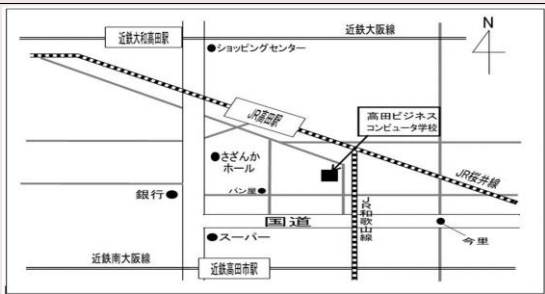 近鉄大和高田駅
近鉄大阪線
N
ショッピングセンター
JR高田駅
高田ビジネス
コンピュータ学校
さざんか
ホール
パン屋
JR桜井線
銀行
国道
JR和歌山線
今里
スーパー
近鉄南大阪線
近鉄高田市駅